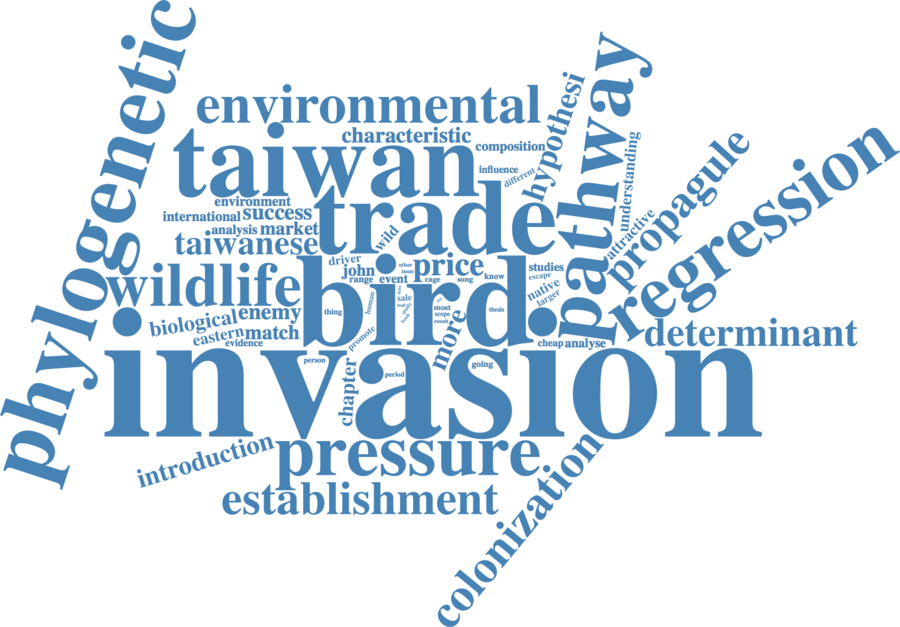 phylogenetic
environmental
characteristic
taiwan
composition
influence
different
hypothesi
pathway
understanding
attractive
propagule
regression
environment
international
success
analysis
market
taiwanese
trade
wild
driver
john
other
issue
price
range
event
cage
song
know
studies
escape
native
larger
wildlife
bird
human
sale
thing
most
scope
result
thesis
more
biological
enemy
eastern
match
evidence
promote
cheap
analyse
determinant
invasion
person
period
going
chapter
introduction
pressure
establishment
colonization